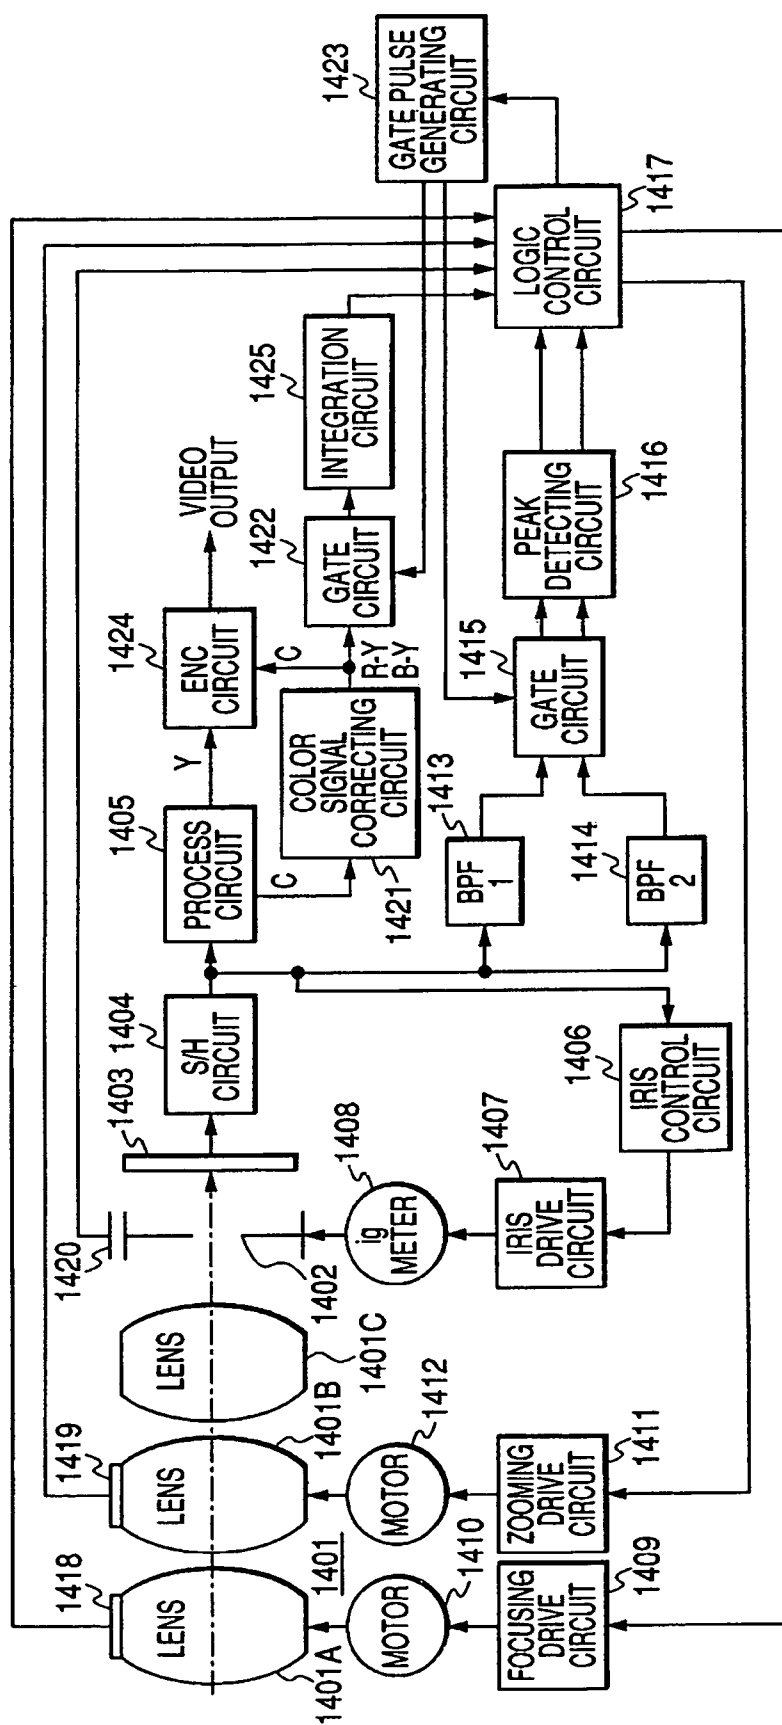 1423
GATE PULSE
GENERATING
CIRCUIT
1417
LOGIC
CONTROL
CIRCUIT
1425
INTEGRATION
CIRCUIT
VIDEO
OUTPUT
1422
GATE
CIRCUIT
1416
PEAK
DETECTING
CIRCUIT
1424
ENC
CIRCUIT
C
R-Y
B-Y
1415
GATE
CIRCUIT
Y
1405
PROCESS
CIRCUIT
C
COLOR
SIGNAL
CORRECTING
CIRCUIT
1421
1413
BPF
1
1414
BPF
2
1404
S/H
CIRCUIT
1403
1406
IRIS
CONTROL
CIRCUIT
1407
IRIS
DRIVE
CIRCUIT
1408
ig
METER
1420
1402
LENS
1401C
1419
LENS
1401B
1412
MOTOR
1411
ZOOMING
DRIVE
CIRCUIT
1418
LENS
1401A
1401
1410
MOTOR
1409
FOCUSING
DRIVE
CIRCUIT